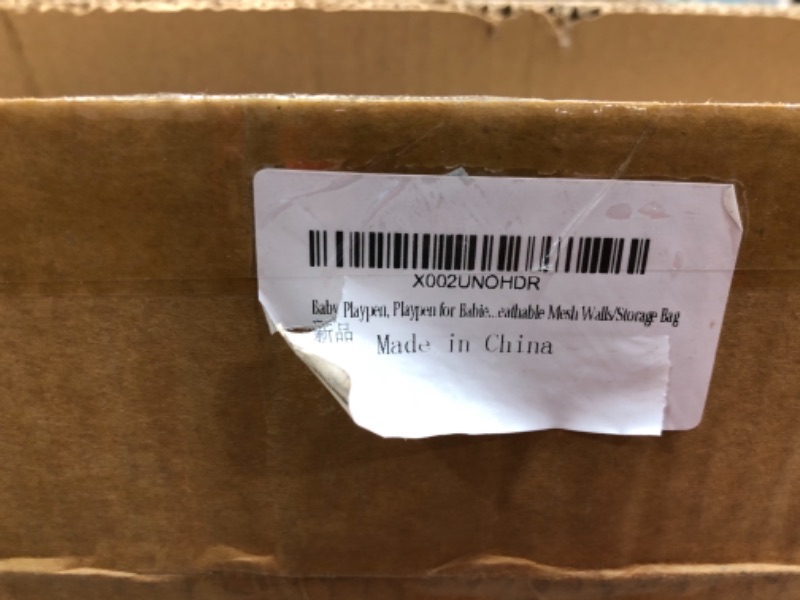 X002UNOHDR
Baby Playpen, Playpen for Babie...eathable Mesh Walls/Storage Bag
新品
Made in China